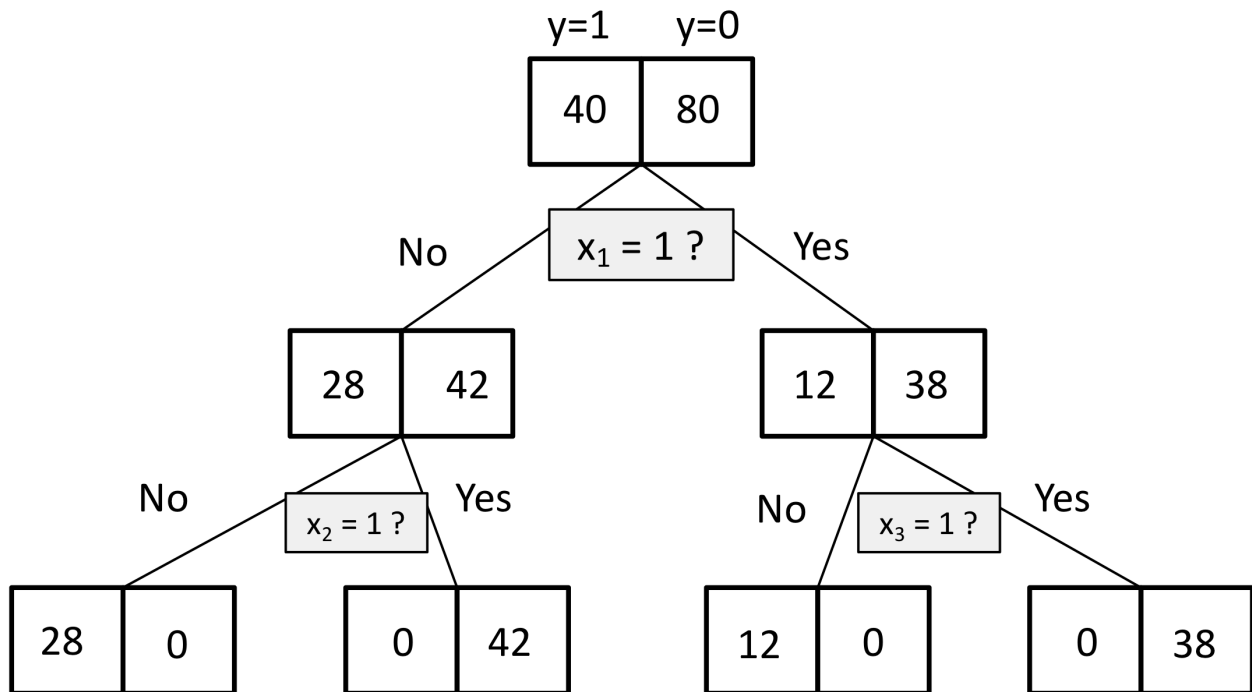 y=1 y=0
40 80
x₁ = 1 ?
No Yes
28 42 12 38
No x₂ = 1 ? Yes No x₃ = 1 ? Yes
28 0 0 42 12 0 0 38